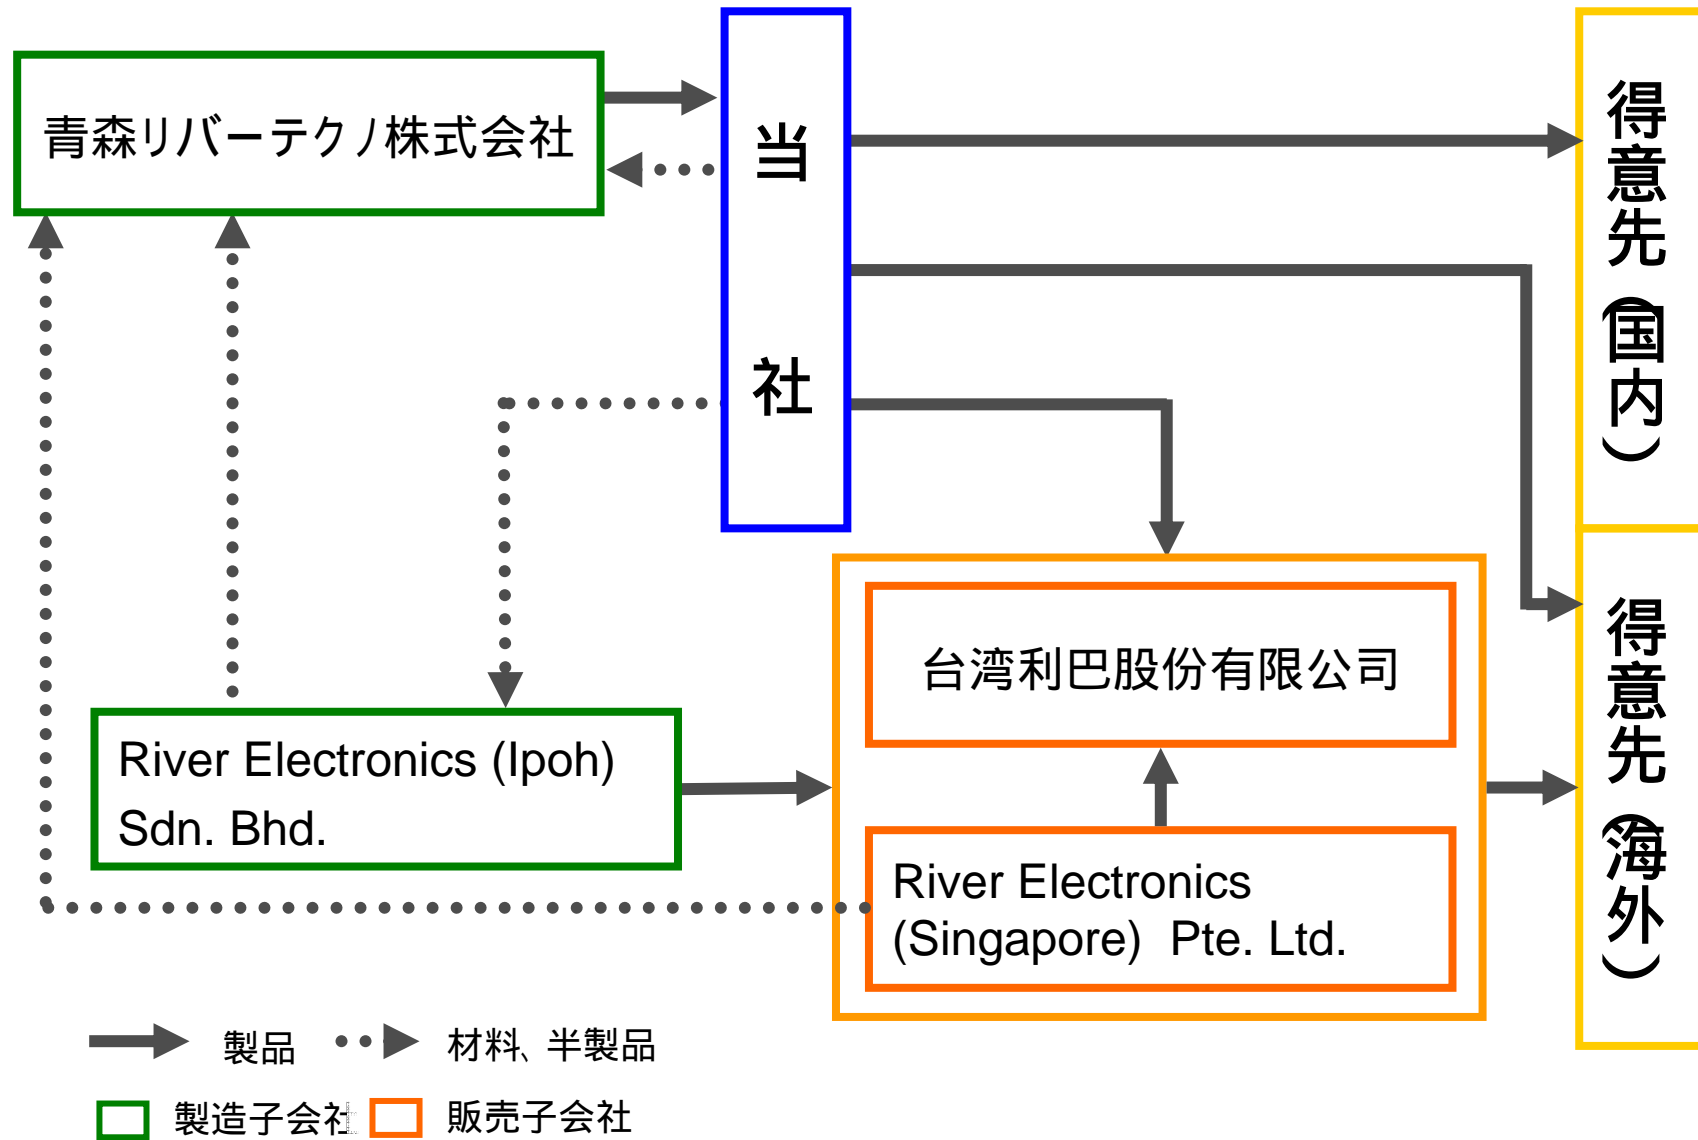 青森リバーテクノ株式会社
当社
得意先(国内)
台湾利巴股份有限公司
得意先(海外)
River Electronics (Ipoh)
Sdn. Bhd.
River Electronics
(Singapore) Pte. Ltd.
製品 材料、半製品
製造子会社 販売子会社